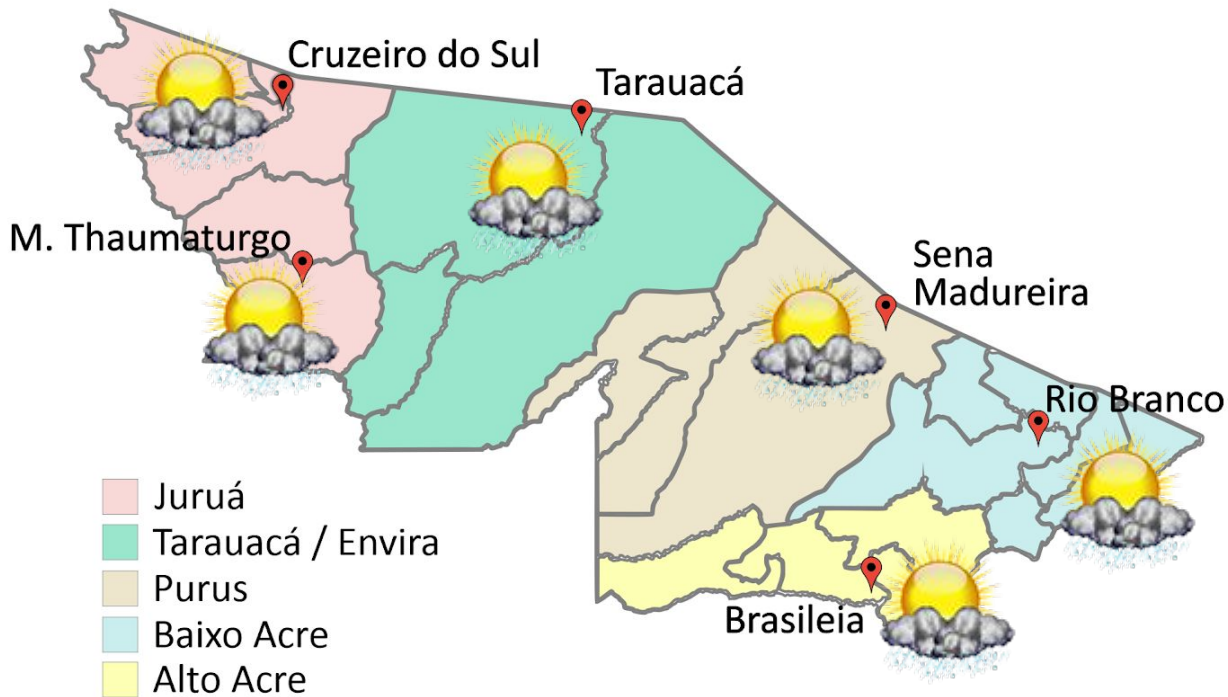 Cruzeiro do Sul
Tarauacá
M. Thaumaturgo
Sena
Madureira
Rio Branco
Brasileia
Juruá
Tarauacá / Envira
Purus
Baixo Acre
Alto Acre